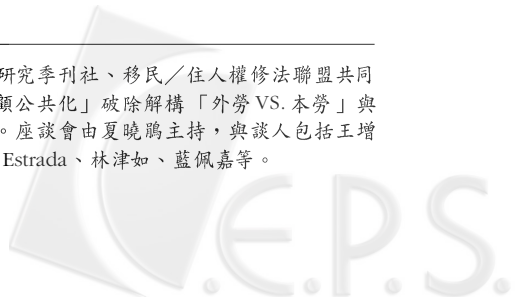 研究季刊社、移民／住人權修法聯盟共同
顧公共化」破除解構「外勞 VS. 本勞」與
。座談會由夏曉鵑主持，與談人包括王增
Estrada、林津如、藍佩嘉等。
C.E.P.S.